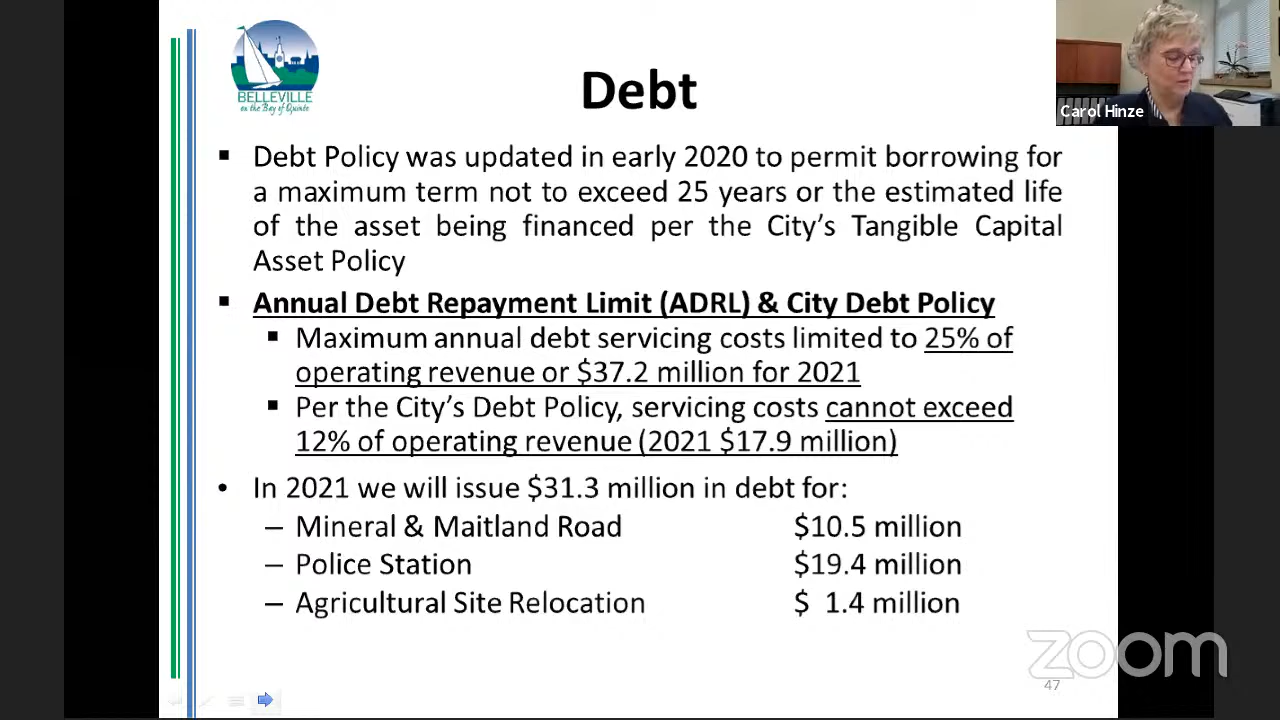 BELLEVILLE
on the Bay of Quinte
Debt
Carol Hinze
▪ Debt Policy was updated in early 2020 to permit borrowing for
a maximum term not to exceed 25 years or the estimated life
of the asset being financed per the City's Tangible Capital
Asset Policy
▪ Annual Debt Repayment Limit (ADRL) & City Debt Policy
▪ Maximum annual debt servicing costs limited to 25% of
operating revenue or $37.2 million for 2021
▪ Per the City's Debt Policy, servicing costs cannot exceed
12% of operating revenue (2021 $17.9 million)
• In 2021 we will issue $31.3 million in debt for:
– Mineral & Maitland Road $10.5 million
– Police Station $19.4 million
– Agricultural Site Relocation $ 1.4 million
zoom
47